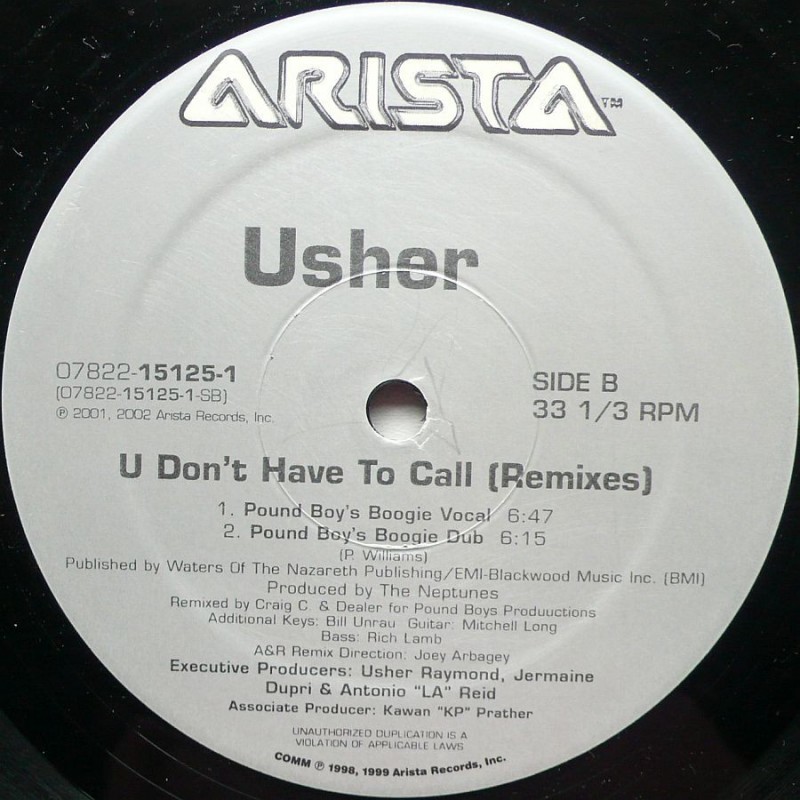 ARISTA™
Usher
07822-15125-1
(07822-15125-1-SB)
℗ 2001, 2002 Arista Records, Inc.
SIDE B
33 1/3 RPM
U Don't Have To Call (Remixes)
1. Pound Boy's Boogie Vocal 6:47
2. Pound Boy's Boogie Dub 6:15
(P. Williams)
Published by Waters Of The Nazareth Publishing/EMI-Blackwood Music Inc. (BMI)
Produced by The Neptunes
Remixed by Craig C. & Dealer for Pound Boys Produuctions
Additional Keys: Bill Unrau Guitar: Mitchell Long
Bass: Rich Lamb
A&R Remix Direction: Joey Arbagey
Executive Producers: Usher Raymond, Jermaine
Dupri & Antonio "LA" Reid
Associate Producer: Kawan "KP" Prather
UNAUTHORIZED DUPLICATION IS A
VIOLATION OF APPLICABLE LAWS
COMM ℗ 1998, 1999 Arista Records, Inc.